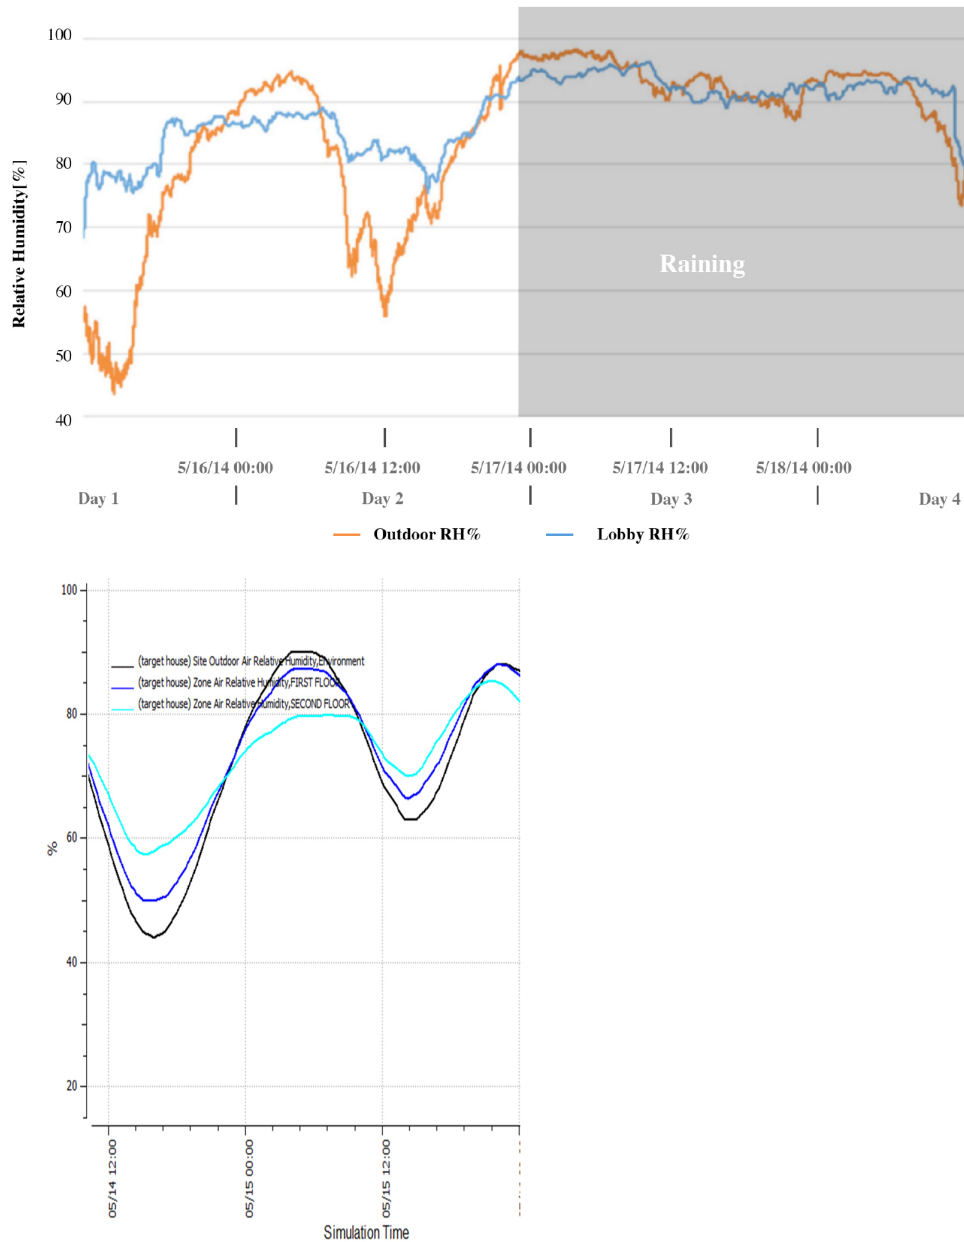 100
90
80
70
60
50
40
Relative Humidity[%]
Raining
5/16/14 00:00
5/16/14 12:00
5/17/14 00:00
5/17/14 12:00
5/18/14 00:00
Day 1
Day 2
Day 3
Day 4
Outdoor RH%
Lobby RH%
100
80
60
40
20
%
(target house) Site Outdoor Air Relative Humidity,Environment
(target house) Zone Air Relative Humidity,FIRST FLOOR
(target house) Zone Air Relative Humidity,SECOND FLOOR
05/14 12:00
05/15 00:00
05/15 12:00
Simulation Time